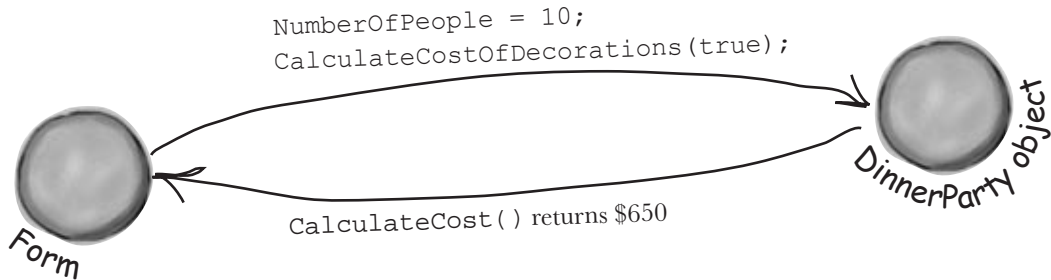 NumberOfPeople = 10;
CalculateCostOfDecorations(true);
DinnerParty object
CalculateCost() returns $650
Form